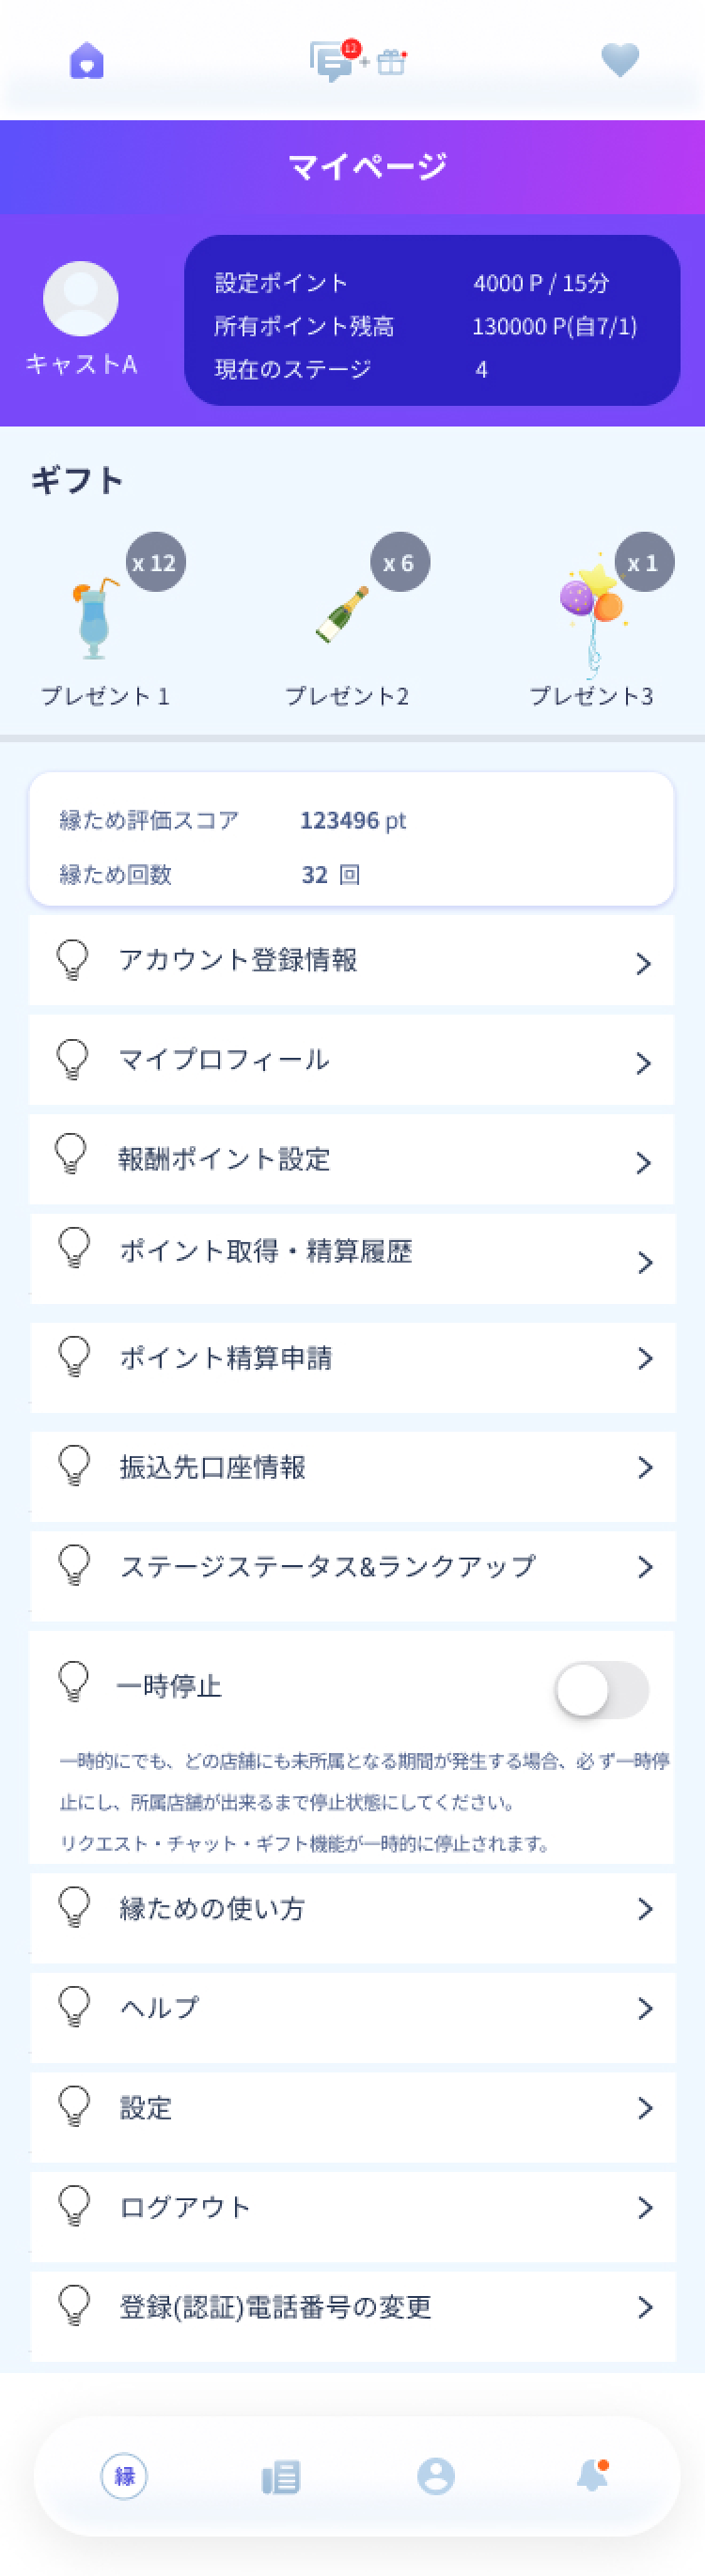 12
+
マイページ
設定ポイント 4000 P / 15分
所有ポイント残高 130000 P(自7/1)
現在のステージ 4
キャストA
ギフト
x 12 x 6 x 1
プレゼント 1 プレゼント2 プレゼント3
縁ため評価スコア 123496 pt
縁ため回数 32 回
アカウント登録情報
マイプロフィール
報酬ポイント設定
ポイント取得・精算履歴
ポイント精算申請
振込先口座情報
ステージステータス&ランクアップ
一時停止
一時的にでも、どの店舗にも未所属となる期間が発生する場合、必 ず一時停
止にし、所属店舗が出来るまで停止状態にしてください。
リクエスト・チャット・ギフト機能が一時的に停止されます。
縁ための使い方
ヘルプ
設定
ログアウト
登録(認証)電話番号の変更
縁